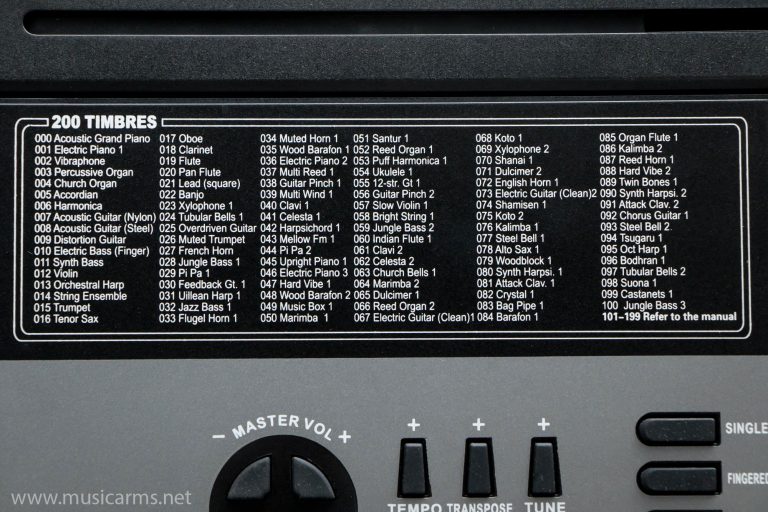 200 TIMBRES
000 Acoustic Grand Piano
001 Electric Piano 1
002 Vibraphone
003 Percussive Organ
004 Church Organ
005 Accordian
006 Harmonica
007 Acoustic Guitar (Nylon)
008 Acoustic Guitar (Steel)
009 Distortion Guitar
010 Electric Bass (Finger)
011 Synth Bass
012 Violin
013 Orchestral Harp
014 String Ensemble
015 Trumpet
016 Tenor Sax
017 Oboe
018 Clarinet
019 Flute
020 Pan Flute
021 Lead (square)
022 Banjo
023 Xylophone 1
024 Tubular Bells 1
025 Overdriven Guitar
026 Muted Trumpet
027 French Horn
028 Jungle Bass 1
029 Pi Pa 1
030 Feedback Gt. 1
031 Uillean Harp 1
032 Jazz Bass 1
033 Flugel Horn 1
034 Muted Horn 1
035 Wood Barafon 1
036 Electric Piano 2
037 Multi Reed 1
038 Guitar Pinch 1
039 Multi Wind 1
040 Clavi 1
041 Celesta 1
042 Harpsichord 1
043 Mellow Fm 1
044 Pi Pa 2
045 Upright Piano 1
046 Electric Piano 3
047 Hard Vibe 1
048 Wood Barafon 2
049 Music Box 1
050 Marimba 1
051 Santur 1
052 Reed Organ 1
053 Puff Harmonica 1
054 Ukulele 1
055 12-str. Gt 1
056 Guitar Pinch 2
057 Slow Violin 1
058 Bright String 1
059 Jungle Bass 2
060 Indian Flute 1
061 Clavi 2
062 Celesta 2
063 Church Bells 1
064 Marimba 2
065 Dulcimer 1
066 Reed Organ 2
067 Electric Guitar (Clean)1
068 Koto 1
069 Xylophone 2
070 Shanai 1
071 Dulcimer 2
072 English Horn 1
073 Electric Guitar (Clean)2
074 Shamisen 1
075 Koto 2
076 Kalimba 1
077 Steel Bell 1
078 Alto Sax 1
079 Woodblock 1
080 Synth Harpsi. 1
081 Attack Clav. 1
082 Crystal 1
083 Bag Pipe 1
084 Barafon 1
085 Organ Flute 1
086 Kalimba 2
087 Reed Horn 1
088 Hard Vibe 2
089 Twin Bones 1
090 Synth Harpsi. 2
091 Attack Clav. 2
092 Chorus Guitar 1
093 Steel Bell 2
094 Tsugaru 1
095 Oct Harp 1
096 Bodhran 1
097 Tubular Bells 2
098 Suona 1
099 Castanets 1
100 Jungle Bass 3
101-199 Refer to the manual
- MASTER VOL +
+ + +
TEMPO TRANSPOSE TUNE
SINGLE
FINGERED
www.musicarms.net